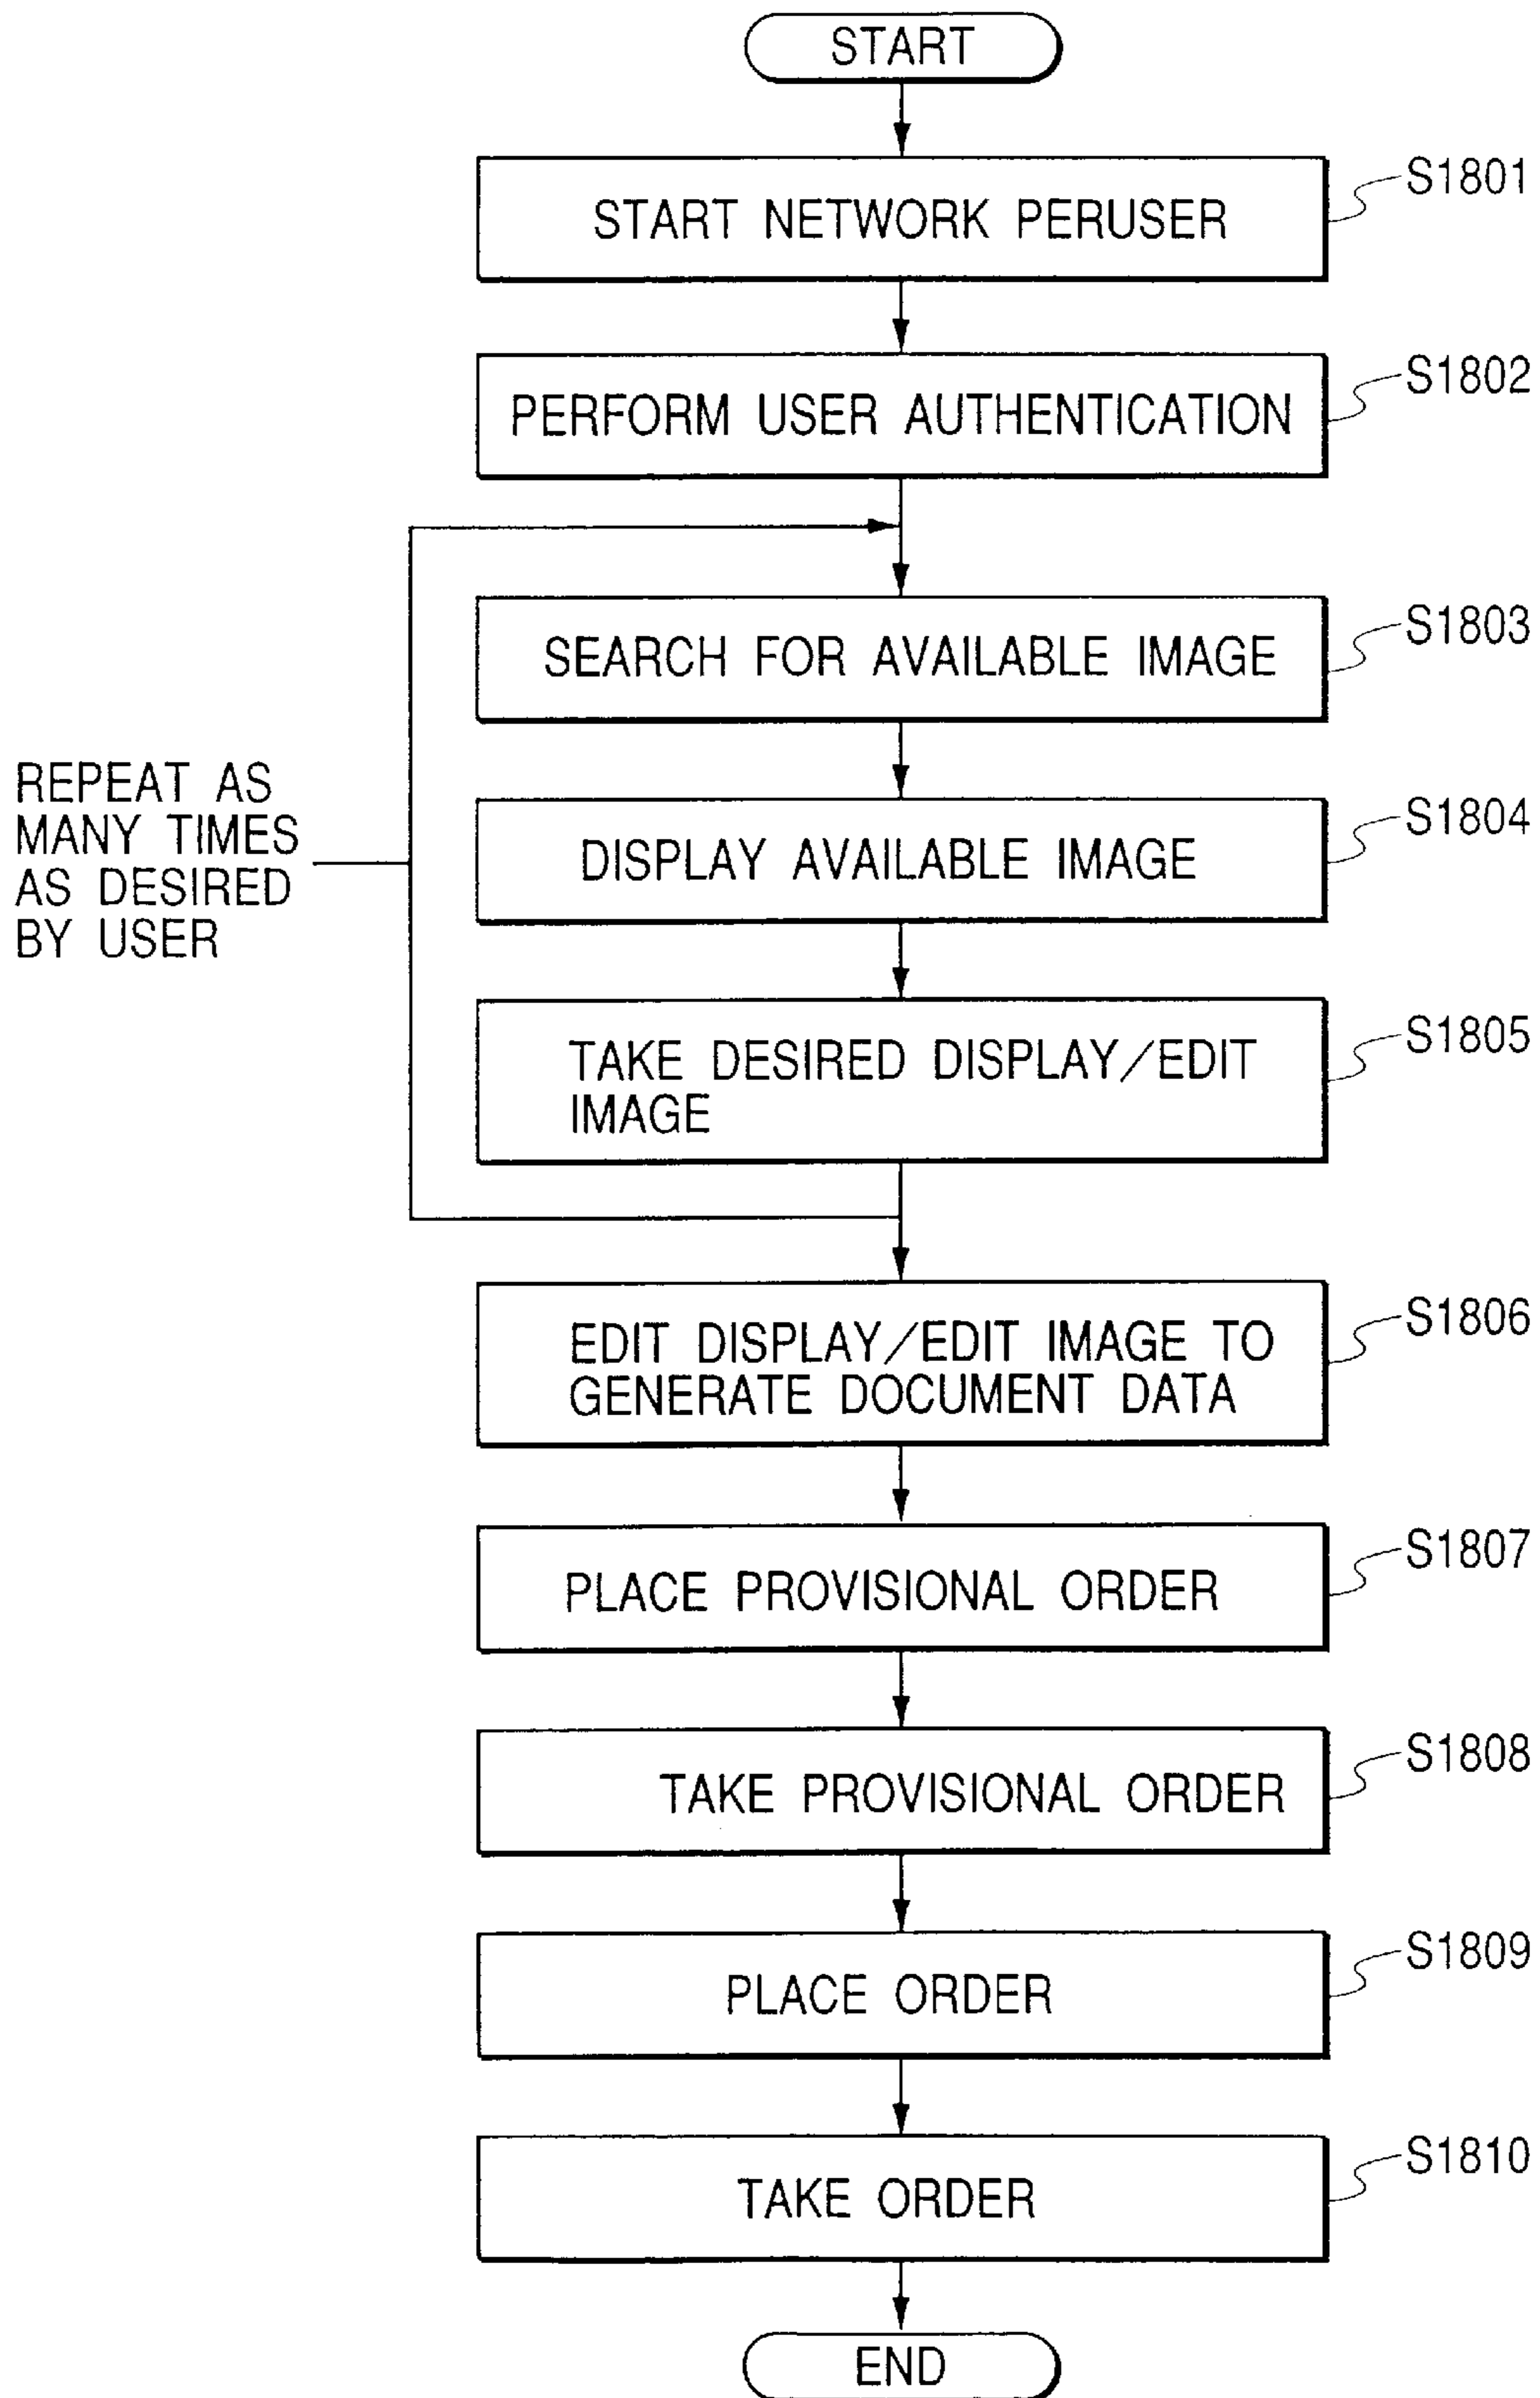 START
START NETWORK PERUSER
S1801
PERFORM USER AUTHENTICATION
S1802
SEARCH FOR AVAILABLE IMAGE
S1803
REPEAT AS
MANY TIMES
AS DESIRED
BY USER
DISPLAY AVAILABLE IMAGE
S1804
TAKE DESIRED DISPLAY/EDIT
IMAGE
S1805
EDIT DISPLAY/EDIT IMAGE TO
GENERATE DOCUMENT DATA
S1806
PLACE PROVISIONAL ORDER
S1807
TAKE PROVISIONAL ORDER
S1808
PLACE ORDER
S1809
TAKE ORDER
S1810
END